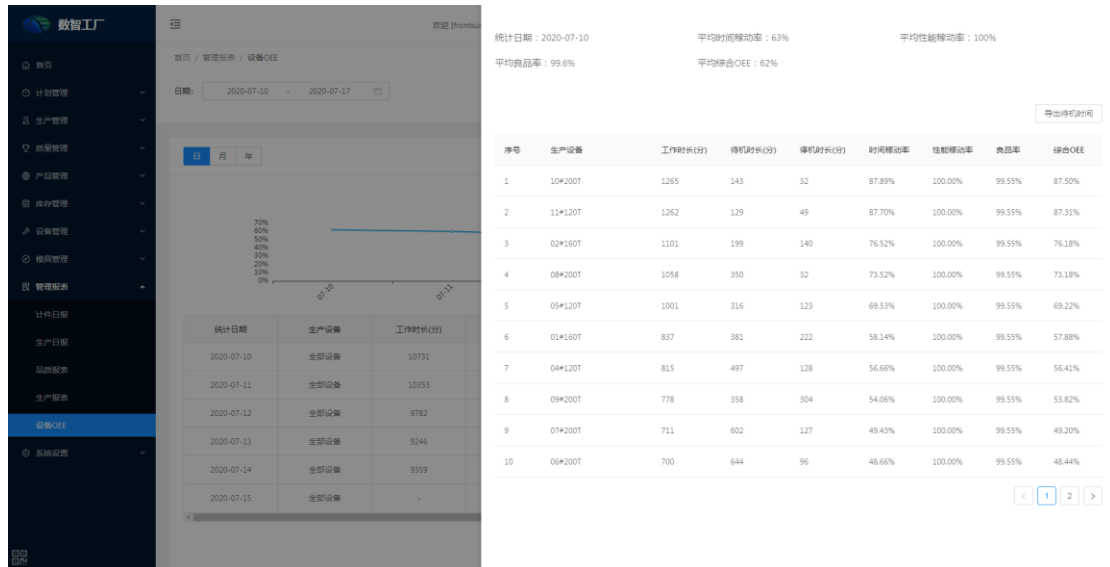 数智工厂
首页
计划管理
生产管理
质量管理
产品管理
库存管理
设备管理
模具管理
管理报表
计件日报
生产日报
品质报表
生产报表
设备OEE
系统设置
欢迎 [frontsu
首页 / 管理报表 / 设备OEE
日期: 2020-07-10 ~ 2020-07-17
日 月 年
70%
60%
50%
40%
30%
20%
10%
0%
07-10 07-11
统计日期 生产设备 工作时长(分)
2020-07-10 全部设备 10731
2020-07-11 全部设备 10353
2020-07-12 全部设备 9782
2020-07-13 全部设备 9246
2020-07-14 全部设备 9359
2020-07-15 全部设备 -
统计日期：2020-07-10 平均时间稼动率：63% 平均性能稼动率：100%
平均良品率：99.6% 平均综合OEE：62%
导出待机时间
序号 生产设备 工作时长(分) 待机时长(分) 停机时长(分) 时间稼动率 性能稼动率 良品率 综合OEE
1 10#200T 1265 143 32 87.89% 100.00% 99.55% 87.50%
2 11#120T 1262 129 49 87.70% 100.00% 99.55% 87.31%
3 02#160T 1101 199 140 76.52% 100.00% 99.55% 76.18%
4 08#200T 1058 350 32 73.52% 100.00% 99.55% 73.18%
5 05#120T 1001 316 123 69.53% 100.00% 99.55% 69.22%
6 01#160T 837 381 222 58.14% 100.00% 99.55% 57.88%
7 04#120T 815 497 128 56.66% 100.00% 99.55% 56.41%
8 09#200T 778 358 304 54.06% 100.00% 99.55% 53.82%
9 07#200T 711 602 127 49.43% 100.00% 99.55% 49.20%
10 06#200T 700 644 96 48.66% 100.00% 99.55% 48.44%
< 1 2 >